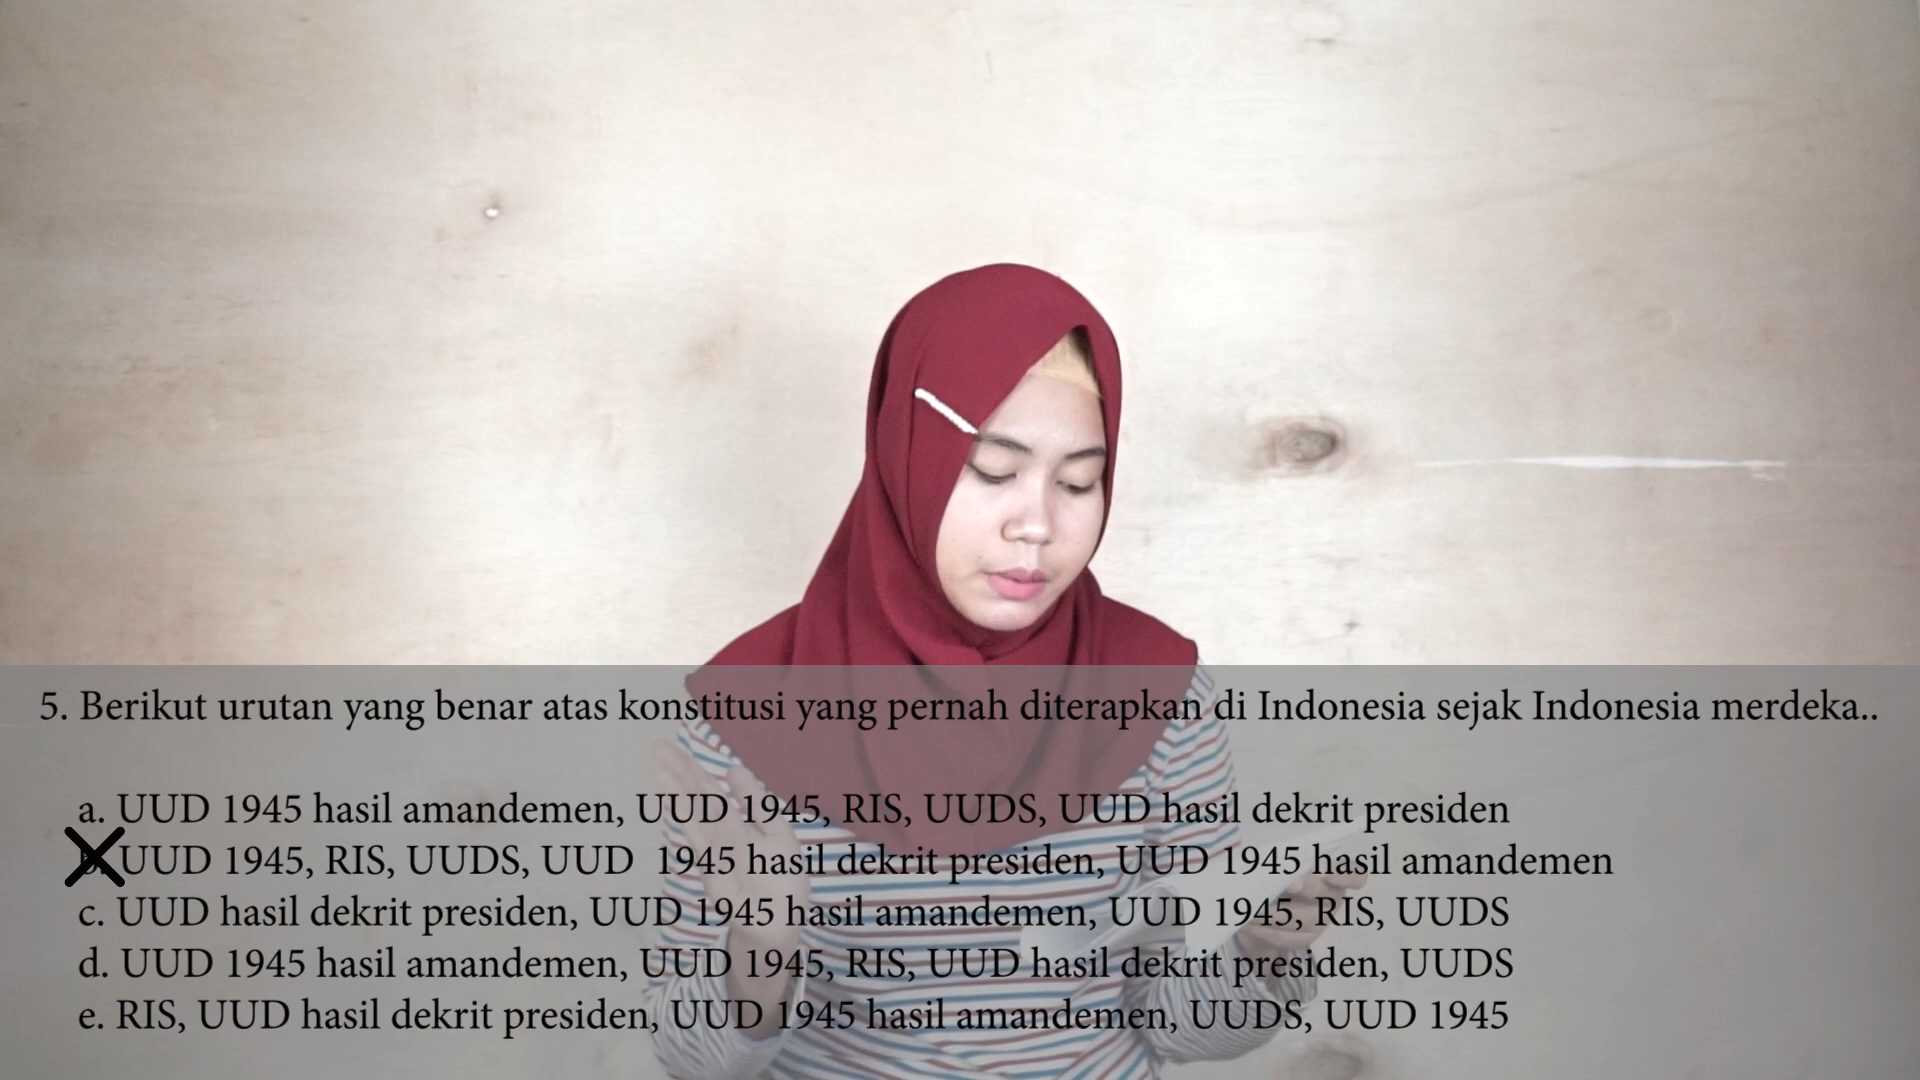 5. Berikut urutan yang benar atas konstitusi yang pernah diterapkan di Indonesia sejak Indonesia merdeka..
a. UUD 1945 hasil amandemen, UUD 1945, RIS, UUDS, UUD hasil dekrit presiden
b. UUD 1945, RIS, UUDS, UUD 1945 hasil dekrit presiden, UUD 1945 hasil amandemen
c. UUD hasil dekrit presiden, UUD 1945 hasil amandemen, UUD 1945, RIS, UUDS
d. UUD 1945 hasil amandemen, UUD 1945, RIS, UUD hasil dekrit presiden, UUDS
e. RIS, UUD hasil dekrit presiden, UUD 1945 hasil amandemen, UUDS, UUD 1945